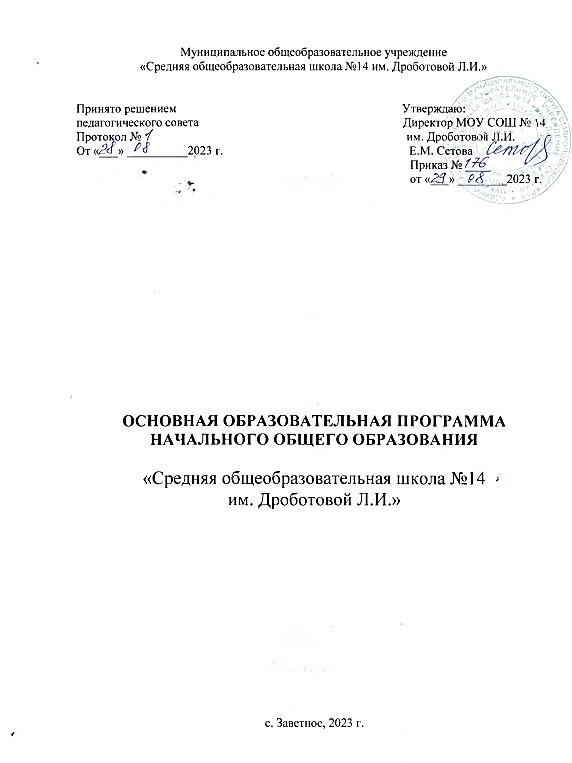 Муниципальное общеобразовательное учреждение
«Средняя общеобразовательная школа №14 им. Дроботовой Л.И.»
Принято решением
педагогического совета
Протокол № 1
От «28» 08 2023 г.
Утверждаю:
Директор МОУ СОШ № 14
им. Дроботовой Л.И.
Е.М. Сетова
Приказ № 176
от «29» 08 2023 г.
ОСНОВНАЯ ОБРАЗОВАТЕЛЬНАЯ ПРОГРАММА
НАЧАЛЬНОГО ОБЩЕГО ОБРАЗОВАНИЯ
«Средняя общеобразовательная школа №14
им. Дроботовой Л.И.»
с. Заветное, 2023 г.